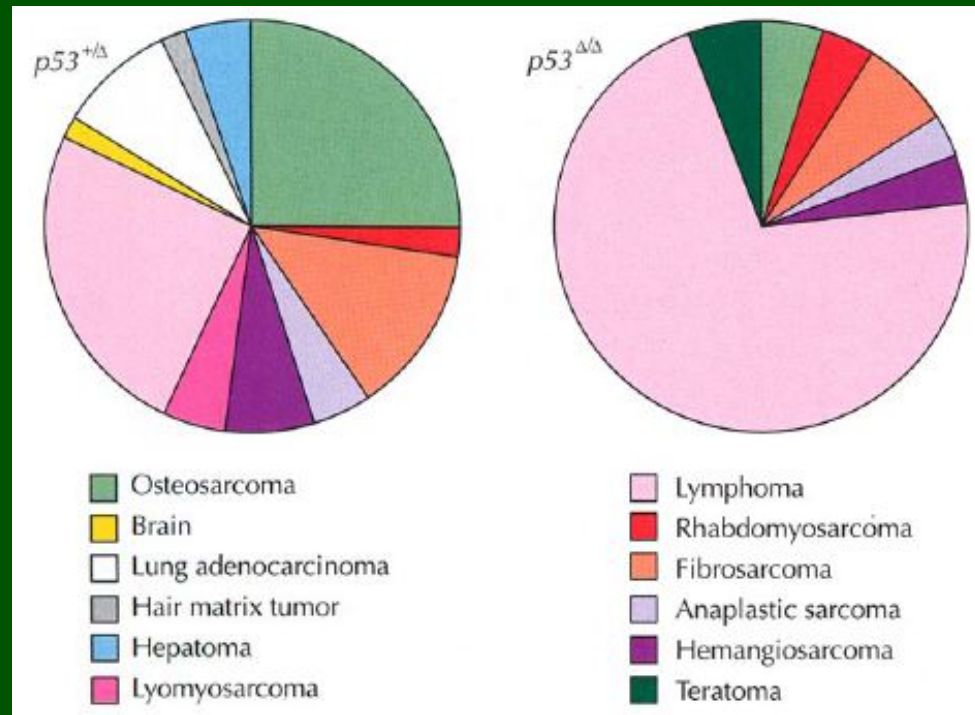 p53+/Δ
p53Δ/Δ
Osteosarcoma
Brain
Lung adenocarcinoma
Hair matrix tumor
Hepatoma
Lyomyosarcoma
Lymphoma
Rhabdomyosarcoma
Fibrosarcoma
Anaplastic sarcoma
Hemangiosarcoma
Teratoma